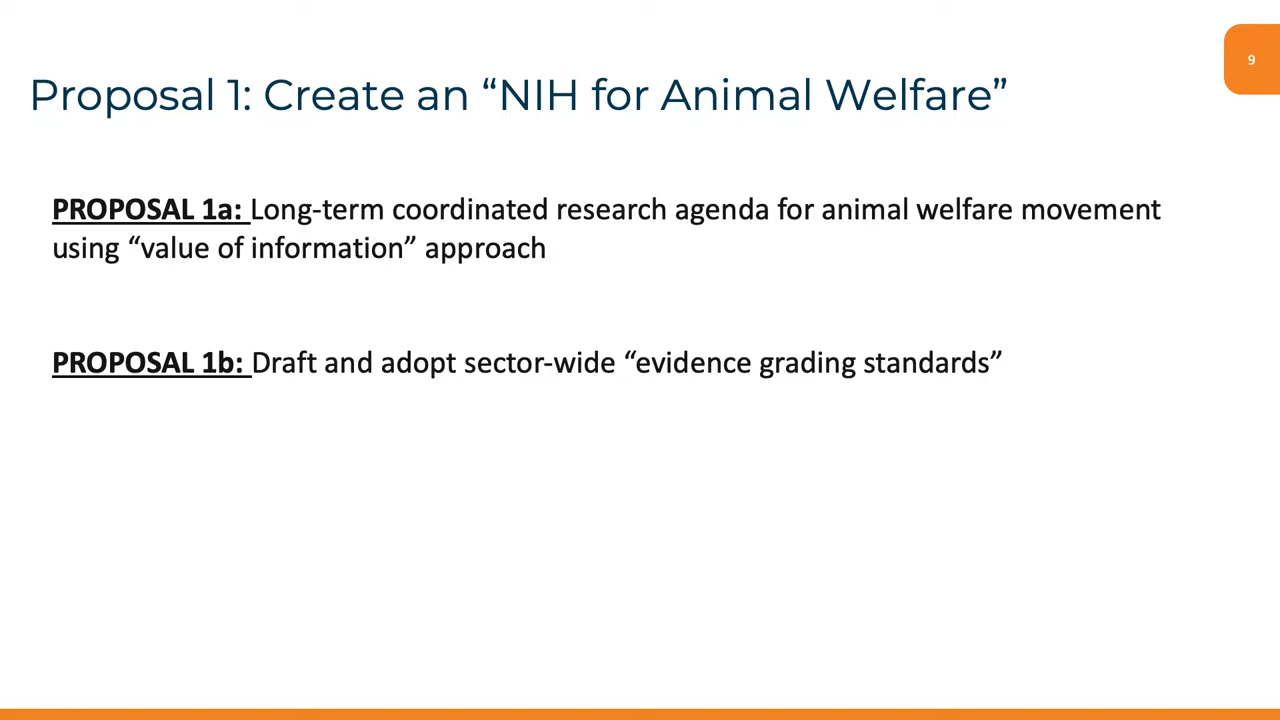 9
Proposal 1: Create an “NIH for Animal Welfare”
PROPOSAL 1a: Long-term coordinated research agenda for animal welfare movement
using “value of information” approach
PROPOSAL 1b: Draft and adopt sector-wide “evidence grading standards”